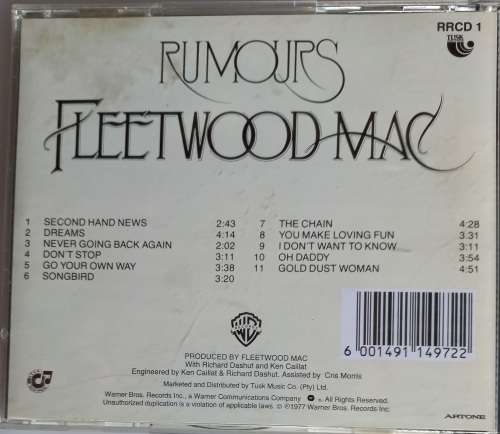 RRCD 1
TUSK
RUMOURS
FLEETWOOD MAC
1 SECOND HAND NEWS 2:43
2 DREAMS 4:14
3 NEVER GOING BACK AGAIN 2:02
4 DON'T STOP 3:11
5 GO YOUR OWN WAY 3:38
6 SONGBIRD 3:20
7 THE CHAIN 4:28
8 YOU MAKE LOVING FUN 3.31
9 I DON'T WANT TO KNOW 3:11
10 OH DADDY 3:54
11 GOLD DUST WOMAN 4:51
6 001491 149722
PRODUCED BY FLEETWOOD MAC
With Richard Dashut and Ken Caillat
Engineered by Ken Caillat & Richard Dashut. Assisted by: Cris Morris
Marketed and Distributed by Tusk Music Co. (Pty) Ltd.
Warner Bros. Records Inc., a Warner Communications Company. All Rights Reserved.
Unauthorized duplication is a violation of applicable laws. ℗ ©1977 Warner Bros. Records Inc
ARTONE